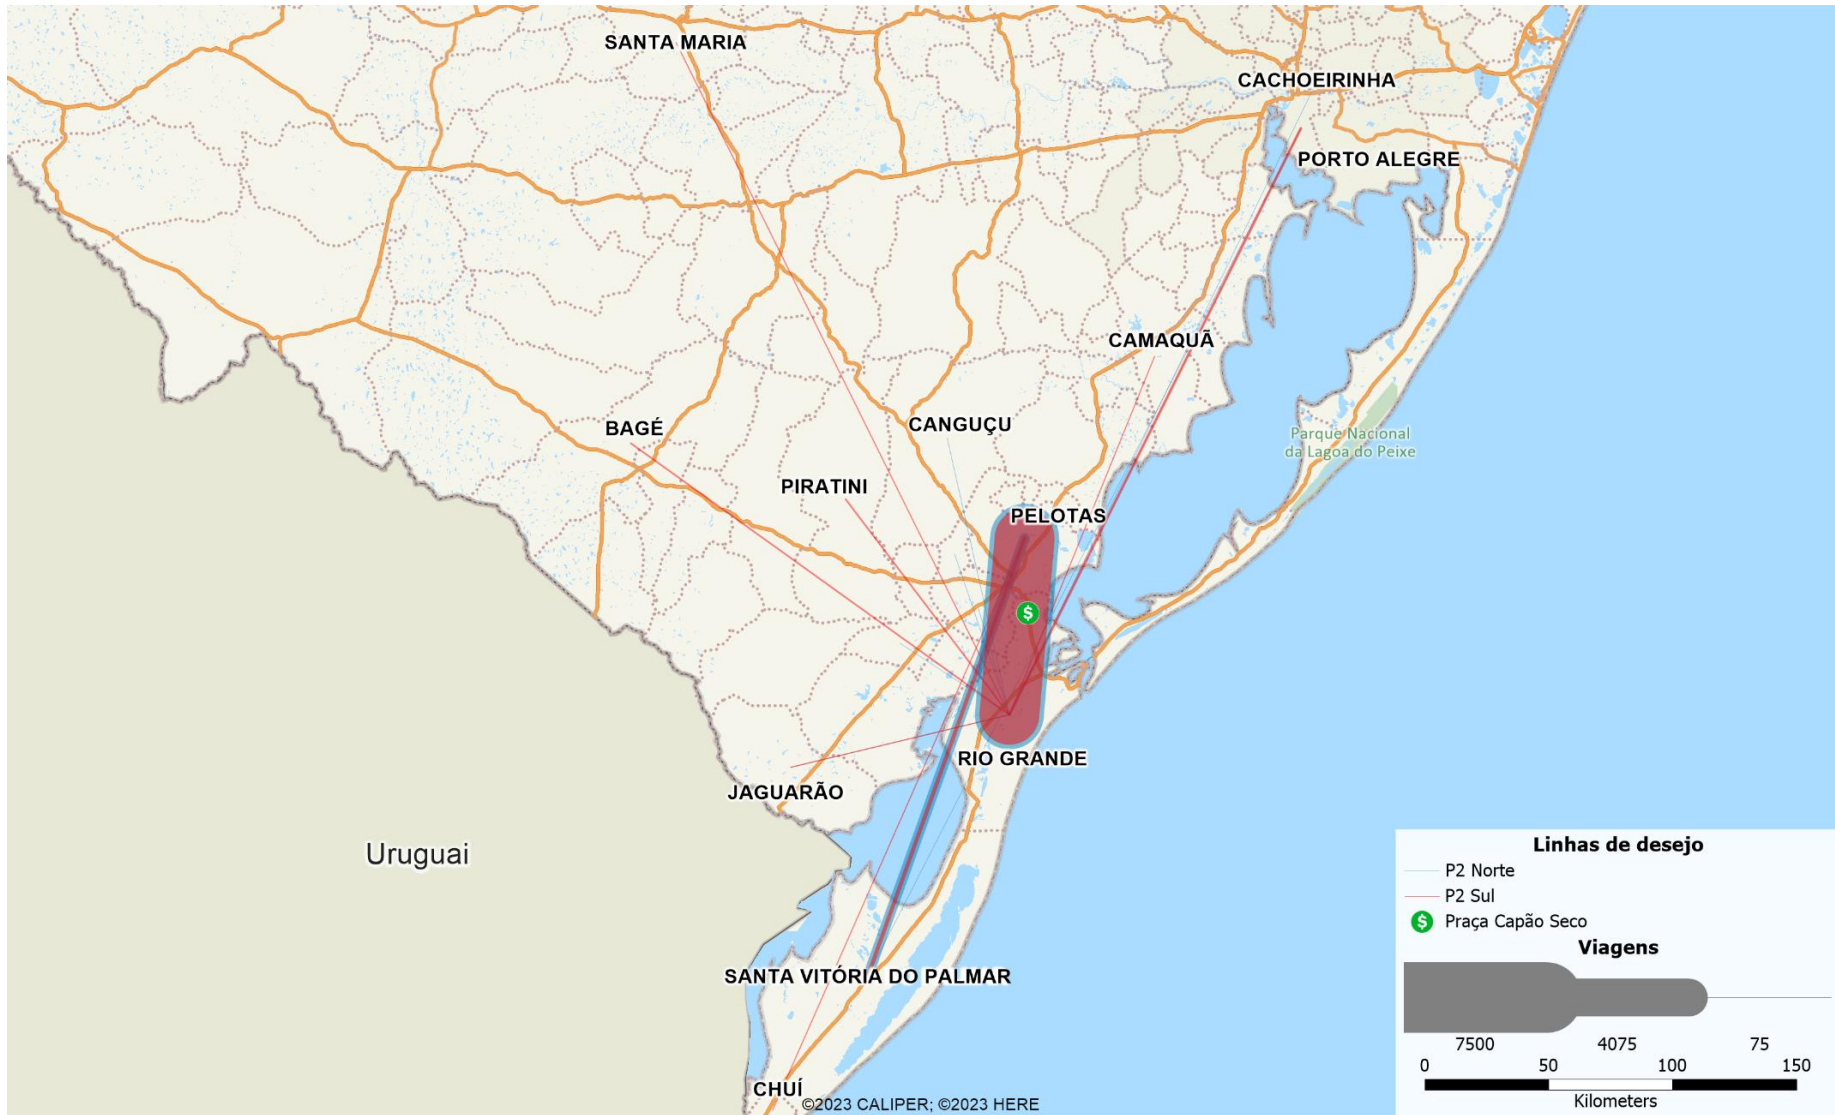 SANTA MARIA
CACHOEIRINHA
PORTO ALEGRE
CAMAQUÃ
CANGUÇU
BAGÉ
Parque Nacional
da Lagoa do Peixe
PIRATINI
PELOTAS
$
RIO GRANDE
JAGUARÃO
Uruguai
SANTA VITÓRIA DO PALMAR
CHUÍ
©2023 CALIPER; ©2023 HERE
Linhas de desejo
P2 Norte
P2 Sul
$ Praça Capão Seco
Viagens
7500 4075 75
0 50 100 150
Kilometers